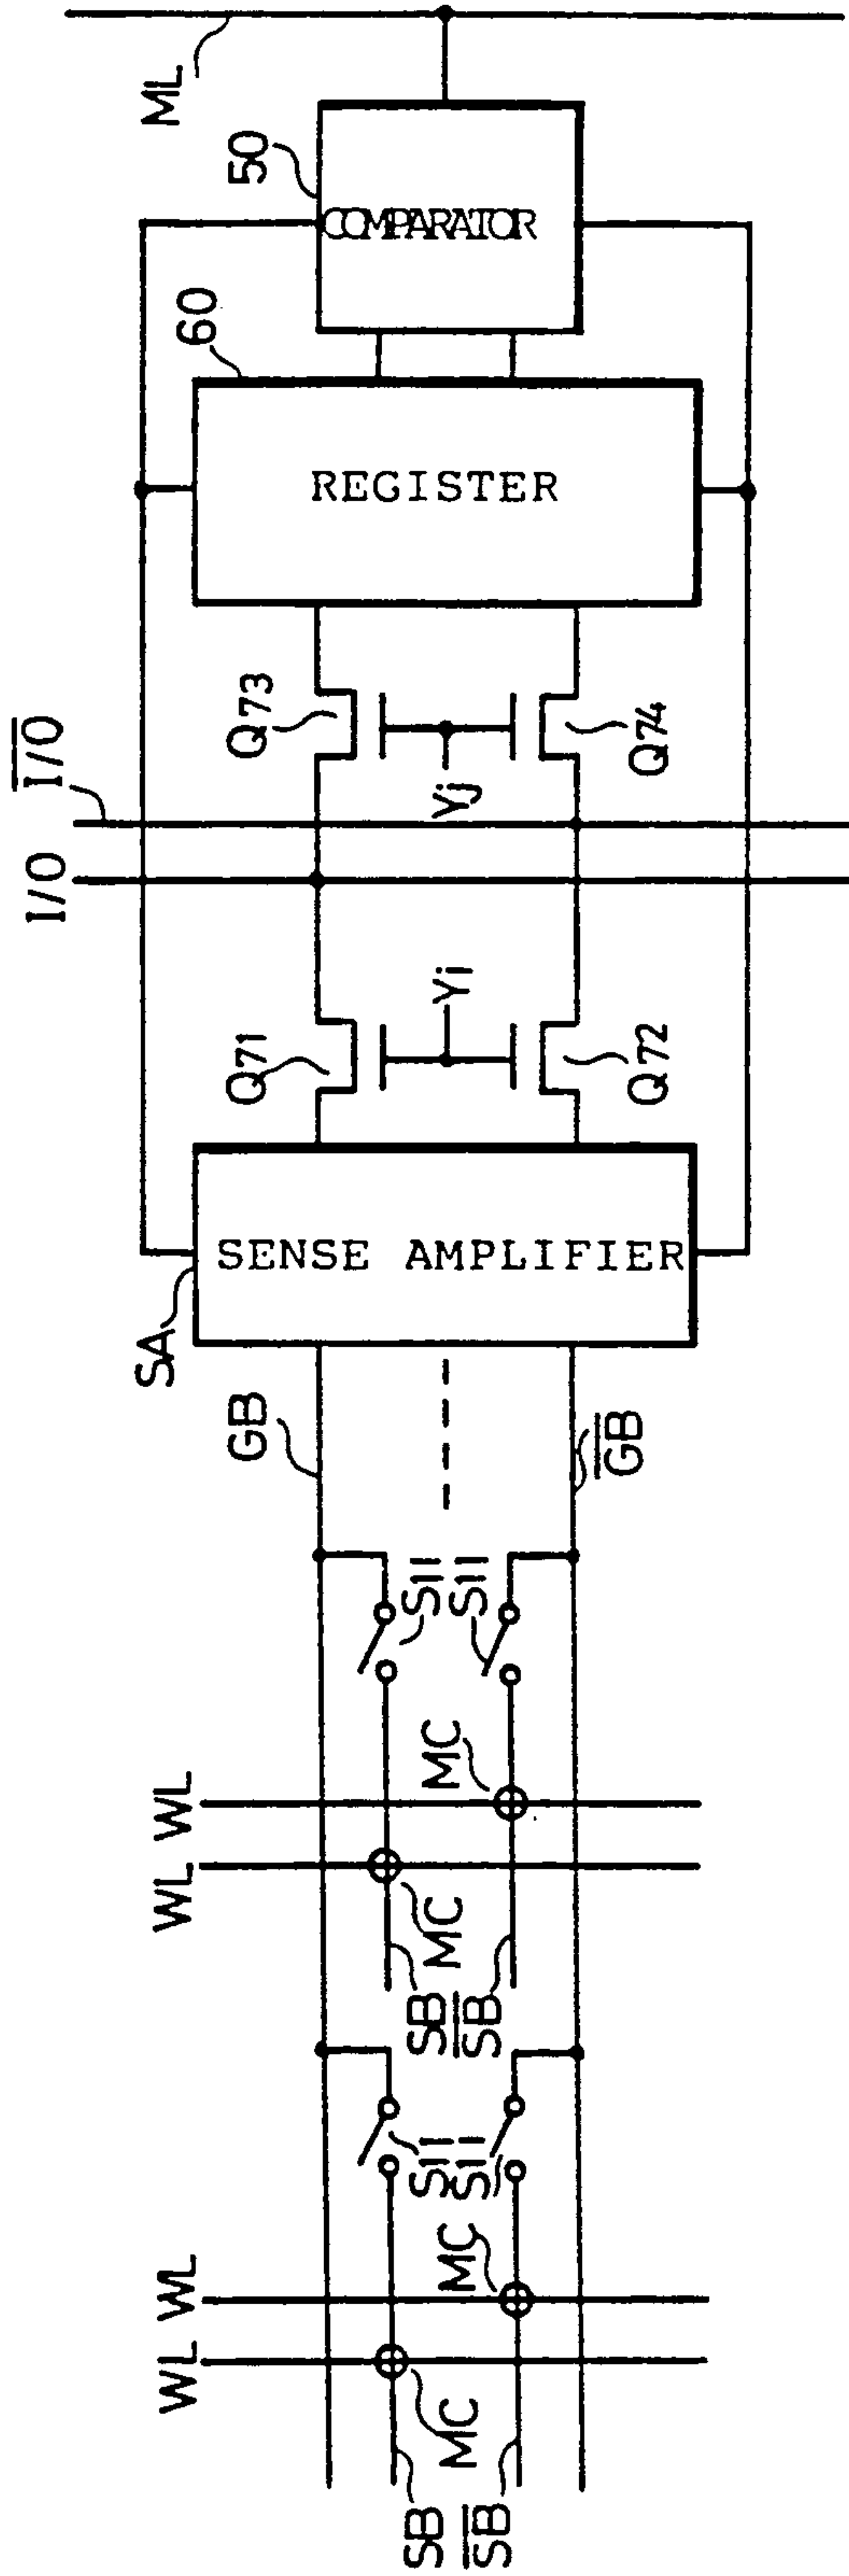 I/O
I/O
ML
50
60
COMPARATOR
REGISTER
Q73
Q74
Yj
Q71
Q72
Yi
SA
SENSE AMPLIFIER
GB
GB
S11
S11
WL
WL
MC
MC
SB
SB
S11
S11
WL
WL
MC
MC
SB
SB